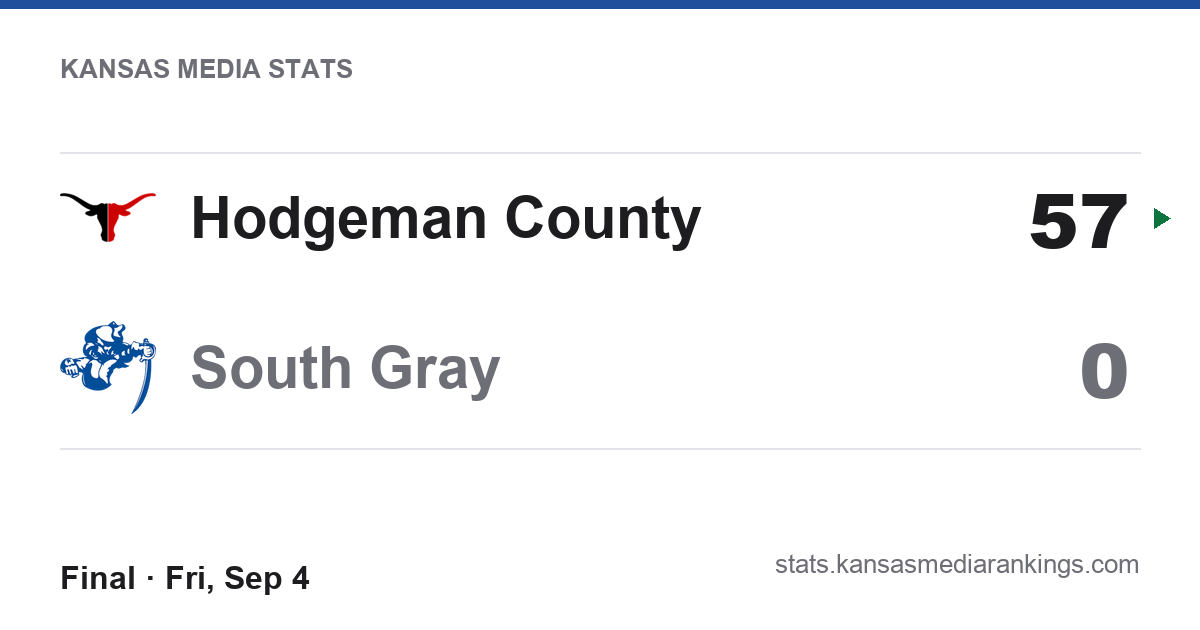 KANSAS MEDIA STATS
Hodgeman County 57
South Gray 0
Final · Fri, Sep 4
stats.kansasmediarankings.com